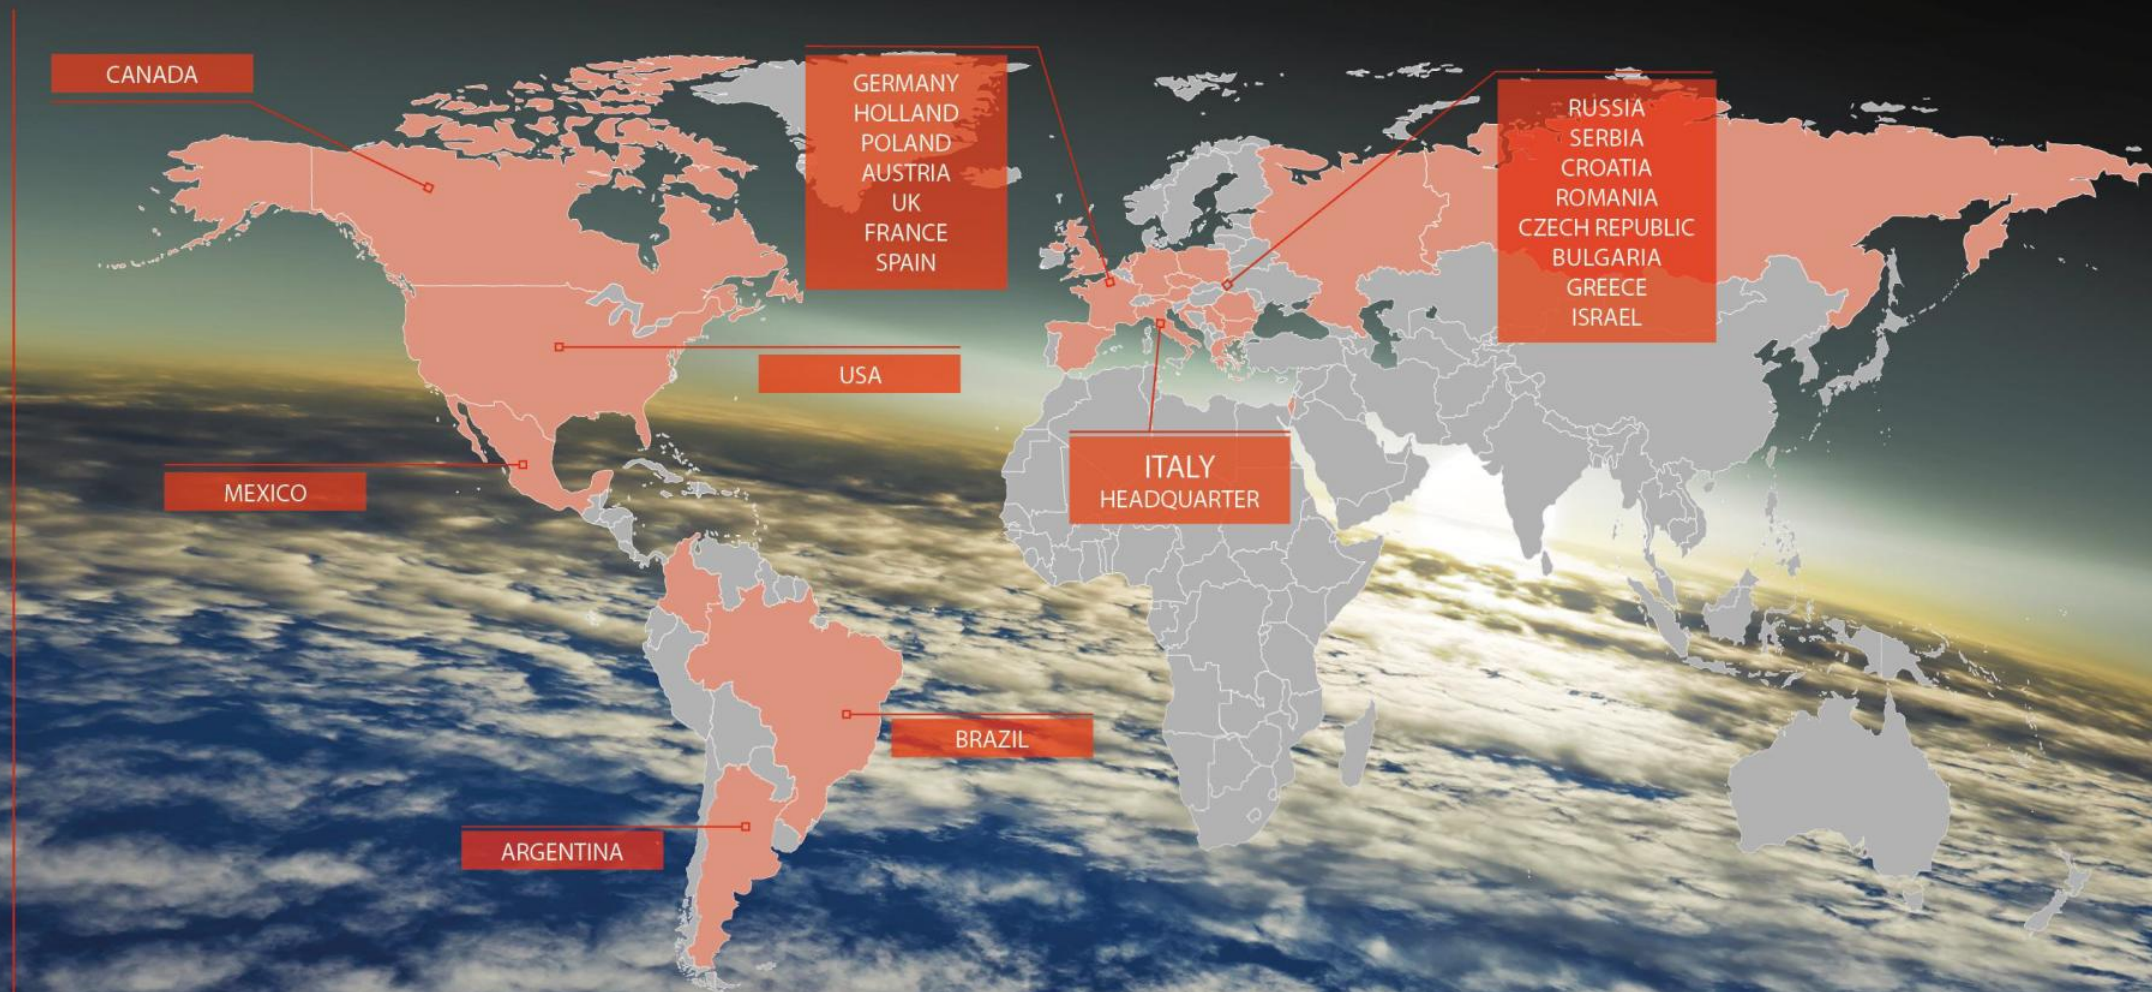 CANADA
GERMANY
HOLLAND
POLAND
AUSTRIA
UK
FRANCE
SPAIN
RUSSIA
SERBIA
CROATIA
ROMANIA
CZECH REPUBLIC
BULGARIA
GREECE
ISRAEL
USA
ITALY
HEADQUARTER
MEXICO
BRAZIL
ARGENTINA